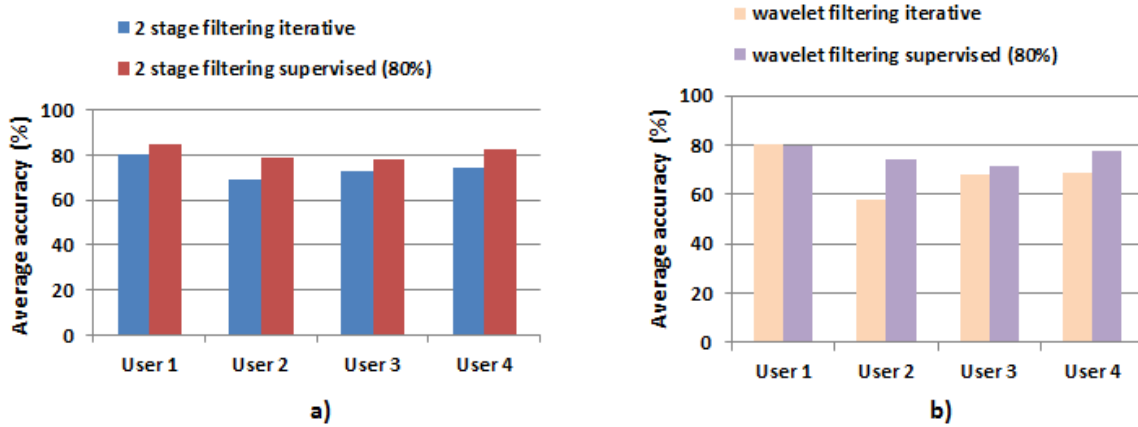 2 stage filtering iterative
2 stage filtering supervised (80%)
Average accuracy (%)
100
80
60
40
20
0
User 1 User 2 User 3 User 4
a)
wavelet filtering iterative
wavelet filtering supervised (80%)
Average accuracy (%)
100
80
60
40
20
0
User 1 User 2 User 3 User 4
b)